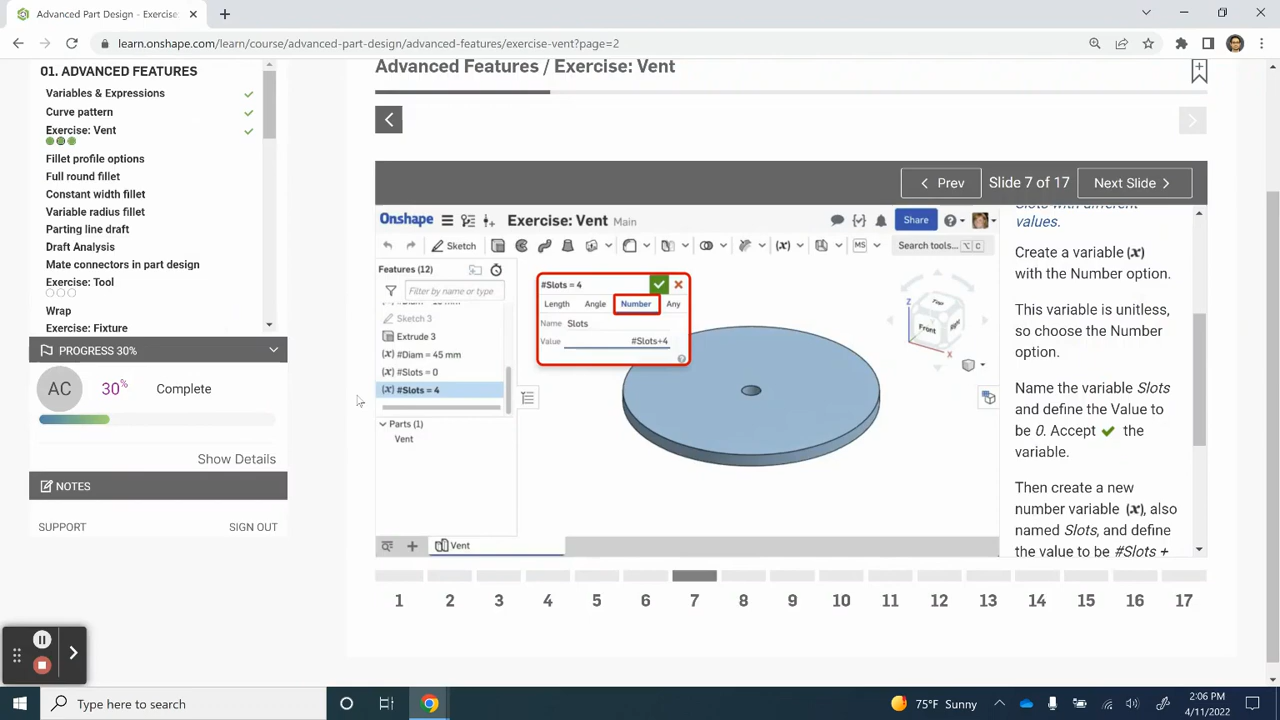 Advanced Part Design - Exercise:
learn.onshape.com/learn/course/advanced-part-design/advanced-features/exercise-vent?page=2
01. ADVANCED FEATURES
Variables & Expressions
Curve pattern
Exercise: Vent
Fillet profile options
Full round fillet
Constant width fillet
Variable radius fillet
Parting line draft
Draft Analysis
Mate connectors in part design
Exercise: Tool
Wrap
Exercise: Fixture
PROGRESS 30%
AC
30%
Complete
Show Details
NOTES
SUPPORT
SIGN OUT
Advanced Features / Exercise: Vent
Prev
Slide 7 of 17
Next Slide
Onshape
Exercise: Vent
Main
Share
Sketch
(x)
MS
Search tools...
⌥ C
Features (12)
Filter by name or type
Sketch 3
Extrude 3
(x) #Diam = 45 mm
(x) #Slots = 0
(x) #Slots = 4
Parts (1)
Vent
Vent
#Slots = 4
Length
Angle
Number
Any
Name
Slots
Value
#Slots+4
Z
Front
Right
X
Slots with different
values.
Create a variable (x)
with the Number option.
This variable is unitless,
so choose the Number
option.
Name the variable Slots
and define the Value to
be 0. Accept ✔ the
variable.
Then create a new
number variable (x), also
named Slots, and define
the value to be #Slots +
1
2
3
4
5
6
7
8
9
10
11
12
13
14
15
16
17
Type here to search
75°F Sunny
2:06 PM
4/11/2022